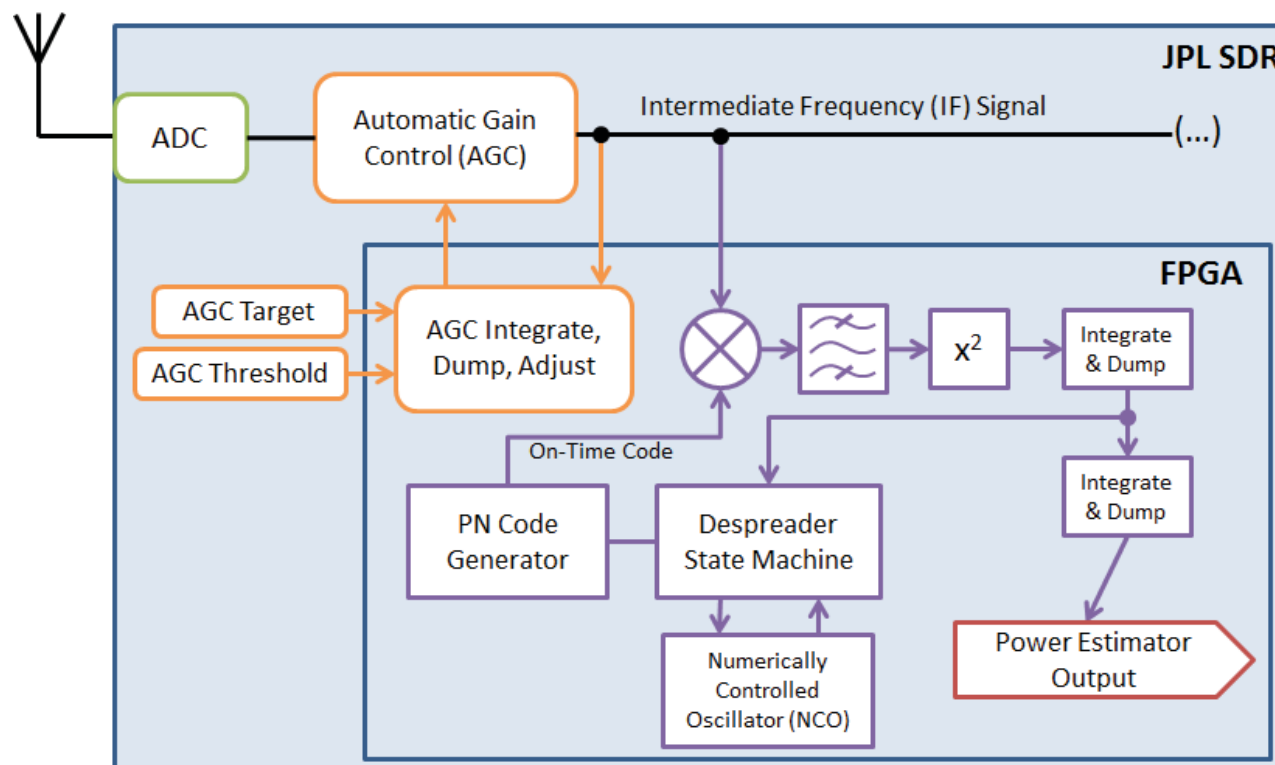 JPL SDR
ADC
Automatic Gain
Control (AGC)
Intermediate Frequency (IF) Signal
(...)
FPGA
AGC Target
AGC Threshold
AGC Integrate,
Dump, Adjust
x²
Integrate
& Dump
On-Time Code
PN Code
Generator
Despreader
State Machine
Integrate
& Dump
Numerically
Controlled
Oscillator (NCO)
Power Estimator
Output